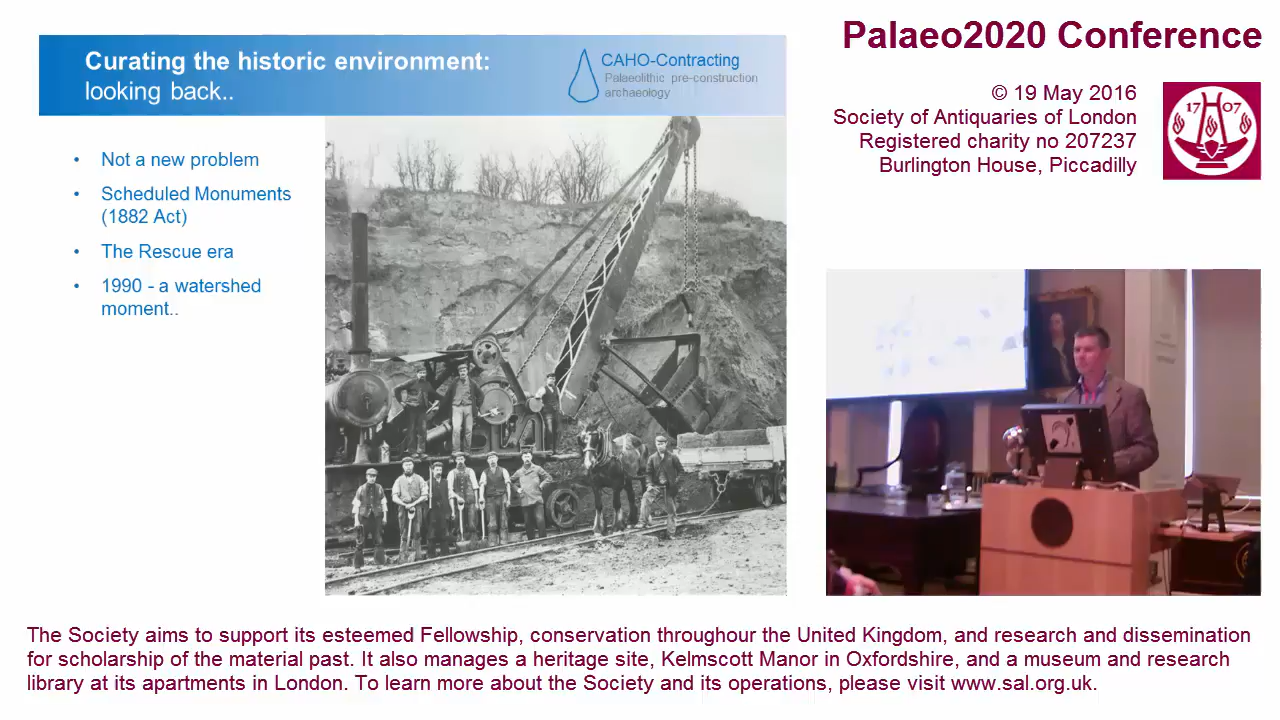 Palaeo2020 Conference
Curating the historic environment:
looking back..
CAHO-Contracting
Palaeolithic pre-construction
archaeology
© 19 May 2016
Society of Antiquaries of London
Registered charity no 207237
Burlington House, Piccadilly
17 07
• Not a new problem
• Scheduled Monuments
(1882 Act)
• The Rescue era
• 1990 - a watershed
moment..
The Society aims to support its esteemed Fellowship, conservation throughour the United Kingdom, and research and dissemination
for scholarship of the material past. It also manages a heritage site, Kelmscott Manor in Oxfordshire, and a museum and research
library at its apartments in London. To learn more about the Society and its operations, please visit www.sal.org.uk.